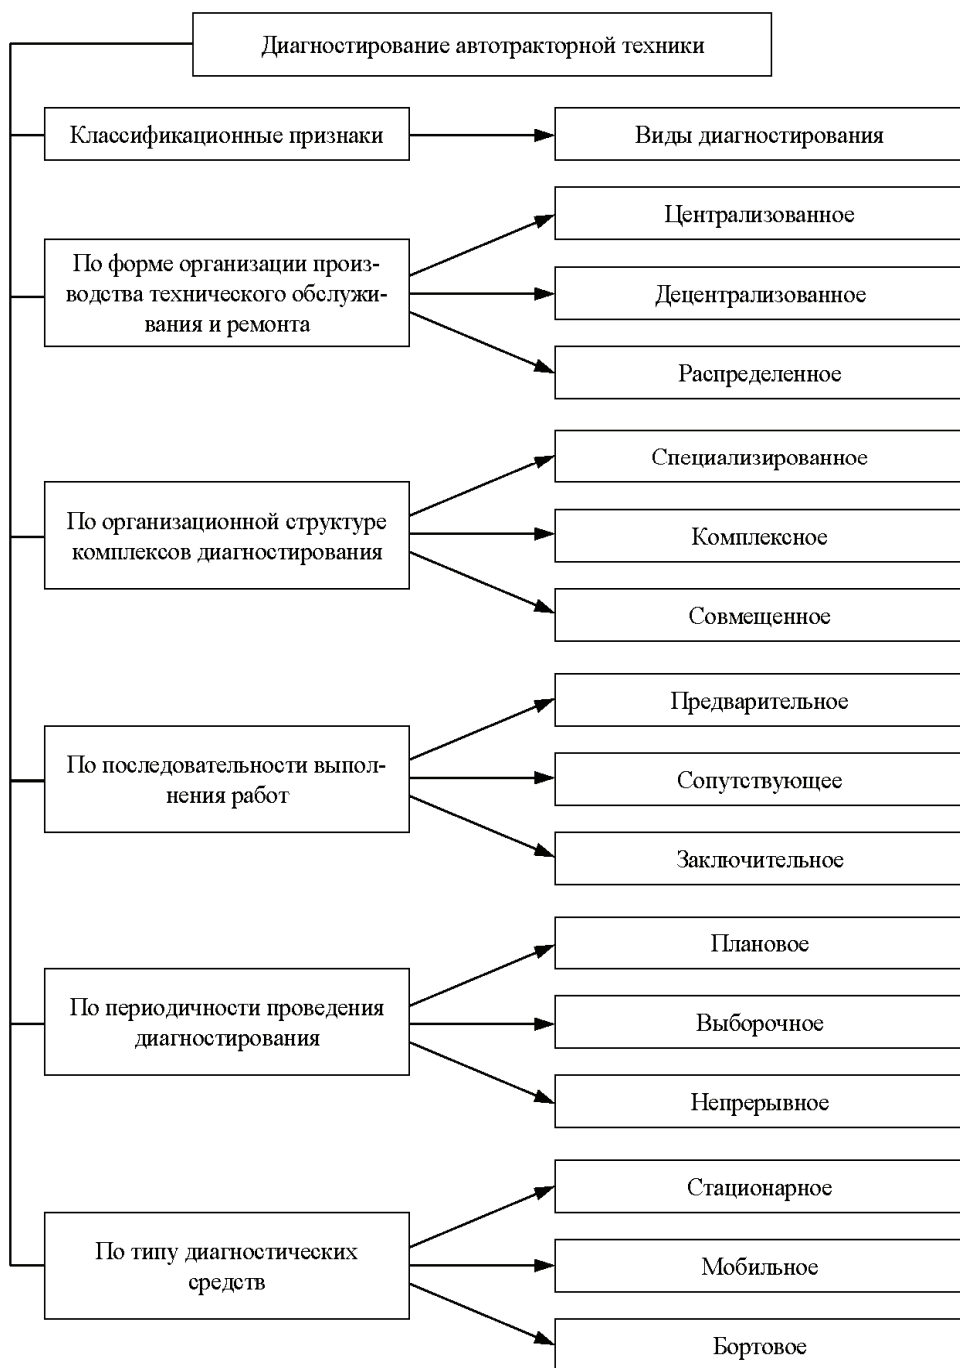 Диагностирование автотракторной техники
Классификационные признаки
Виды диагностирования
По форме организации произ-
водства технического обслужи-
вания и ремонта
Централизованное
Децентрализованное
Распределенное
По организационной структуре
комплексов диагностирования
Специализированное
Комплексное
Совмещенное
По последовательности выпол-
нения работ
Предварительное
Сопутствующее
Заключительное
По периодичности проведения
диагностирования
Плановое
Выборочное
Непрерывное
По типу диагностических
средств
Стационарное
Мобильное
Бортовое